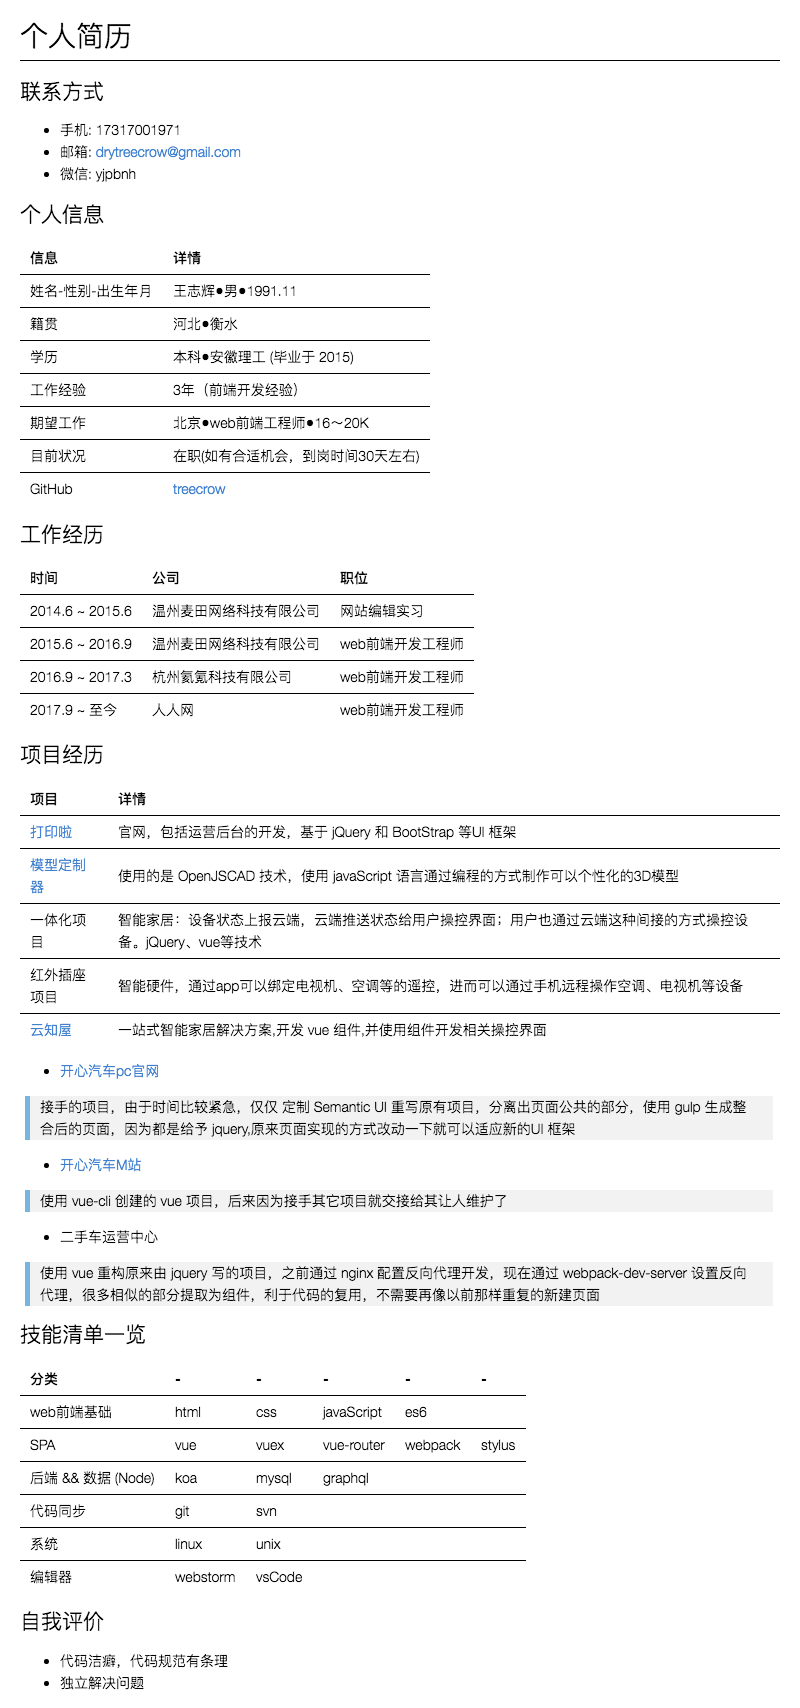 个人简历
联系方式
手机: 17317001971
邮箱: drytreecrow@gmail.com
微信: yjpbnh
个人信息
信息 详情
姓名-性别-出生年月 王志辉●男●1991.11
籍贯 河北●衡水
学历 本科●安徽理工 (毕业于 2015)
工作经验 3年（前端开发经验）
期望工作 北京●web前端工程师●16～20K
目前状况 在职(如有合适机会，到岗时间30天左右)
GitHub treecrow
工作经历
时间 公司 职位
2014.6 ~ 2015.6 温州麦田网络科技有限公司 网站编辑实习
2015.6 ~ 2016.9 温州麦田网络科技有限公司 web前端开发工程师
2016.9 ~ 2017.3 杭州氦氪科技有限公司 web前端开发工程师
2017.9 ~ 至今 人人网 web前端开发工程师
项目经历
项目 详情
打印啦 官网，包括运营后台的开发，基于 jQuery 和 BootStrap 等UI 框架
模型定制
器 使用的是 OpenJSCAD 技术，使用 javaScript 语言通过编程的方式制作可以个性化的3D模型
一体化项 智能家居：设备状态上报云端，云端推送状态给用户操控界面；用户也通过云端这种间接的方式操控设
目 备。jQuery、vue等技术
红外插座
项目 智能硬件，通过app可以绑定电视机、空调等的遥控，进而可以通过手机远程操作空调、电视机等设备
云知屋 一站式智能家居解决方案,开发 vue 组件,并使用组件开发相关操控界面
开心汽车pc官网
接手的项目，由于时间比较紧急，仅仅 定制 Semantic UI 重写原有项目，分离出页面公共的部分，使用 gulp 生成整
合后的页面，因为都是给予 jquery,原来页面实现的方式改动一下就可以适应新的UI 框架
开心汽车M站
使用 vue-cli 创建的 vue 项目，后来因为接手其它项目就交接给其让人维护了
二手车运营中心
使用 vue 重构原来由 jquery 写的项目，之前通过 nginx 配置反向代理开发，现在通过 webpack-dev-server 设置反向
代理，很多相似的部分提取为组件，利于代码的复用，不需要再像以前那样重复的新建页面
技能清单一览
分类 - - - - -
web前端基础 html css javaScript es6
SPA vue vuex vue-router webpack stylus
后端 && 数据 (Node) koa mysql graphql
代码同步 git svn
系统 linux unix
编辑器 webstorm vsCode
自我评价
代码洁癖，代码规范有条理
独立解决问题